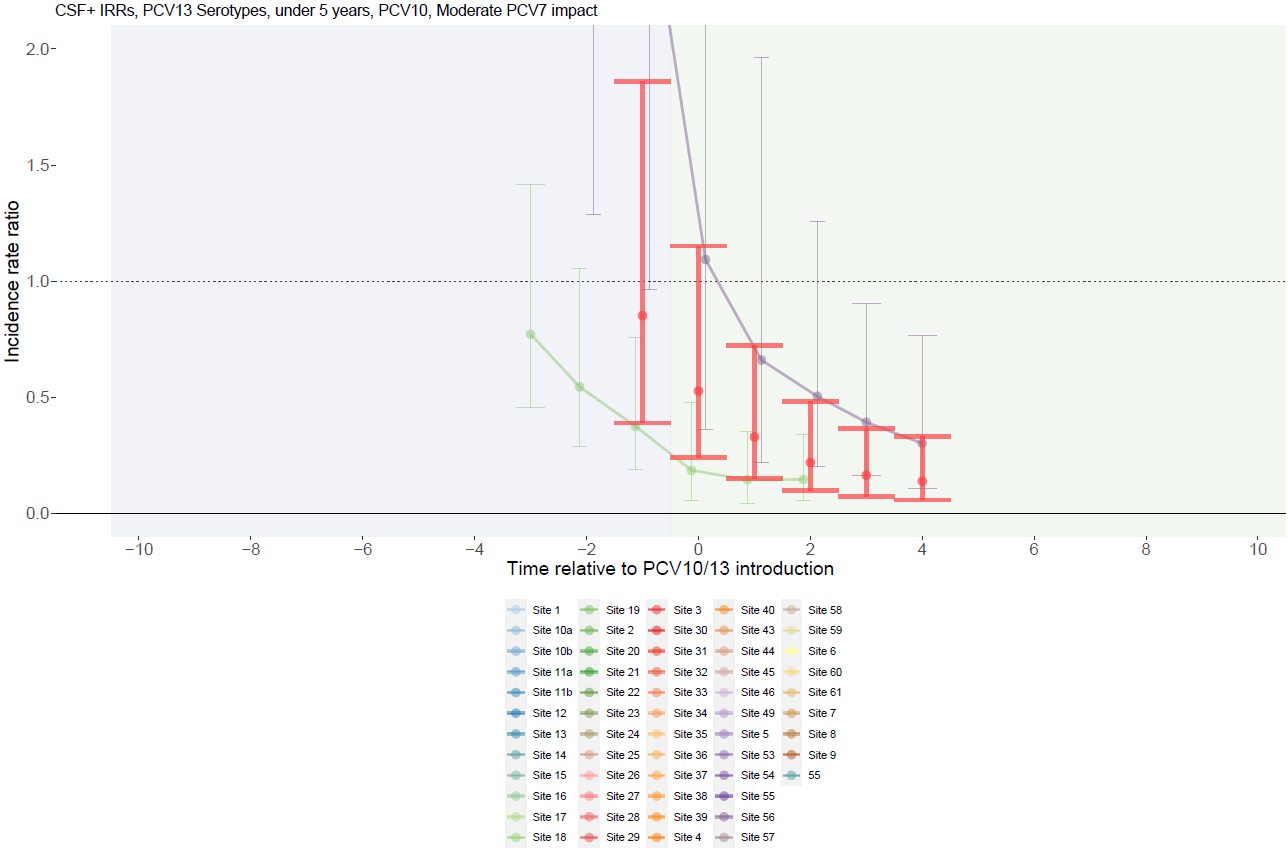 CSF+ IRRs, PCV13 Serotypes, under 5 years, PCV10, Moderate PCV7 impact
Incidence rate ratio
2.0
1.5
1.0
0.5
0.0
−10 −8 −6 −4 −2 0 2 4 6 8 10
Time relative to PCV10/13 introduction
Site 1 Site 19 Site 3 Site 40 Site 58
Site 10a Site 2 Site 30 Site 43 Site 59
Site 10b Site 20 Site 31 Site 44 Site 6
Site 11a Site 21 Site 32 Site 45 Site 60
Site 11b Site 22 Site 33 Site 46 Site 61
Site 12 Site 23 Site 34 Site 49 Site 7
Site 13 Site 24 Site 35 Site 5 Site 8
Site 14 Site 25 Site 36 Site 53 Site 9
Site 15 Site 26 Site 37 Site 54 55
Site 16 Site 27 Site 38 Site 55
Site 17 Site 28 Site 39 Site 56
Site 18 Site 29 Site 4 Site 57